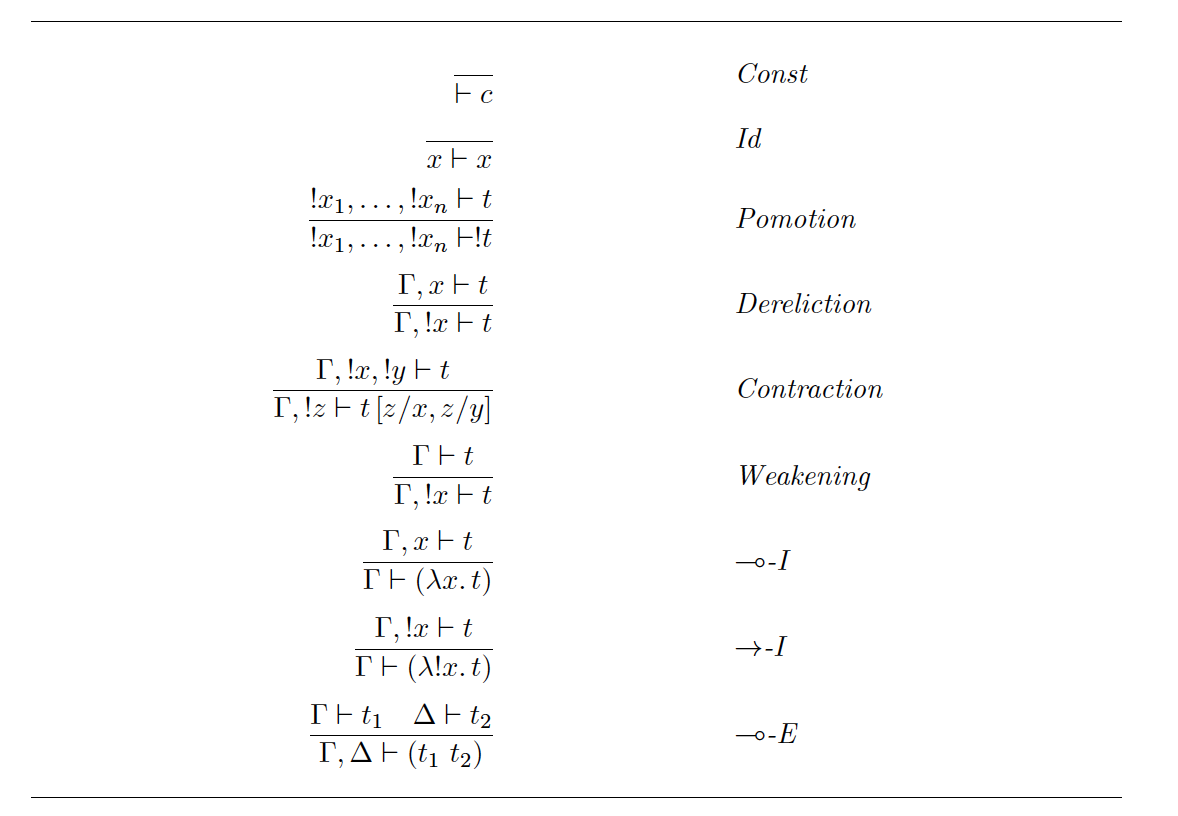 ⊢ c Const
x ⊢ x Id
!x₁, . . . , !xₙ ⊢ t
!x₁, . . . , !xₙ ⊢!t Pomotion
Γ, x ⊢ t
Γ, !x ⊢ t Dereliction
Γ, !x, !y ⊢ t
Γ, !z ⊢ t [z/x, z/y] Contraction
Γ ⊢ t
Γ, !x ⊢ t Weakening
Γ, x ⊢ t
Γ ⊢ (λx. t) ⊸-I
Γ, !x ⊢ t
Γ ⊢ (λ!x. t) →-I
Γ ⊢ t₁ Δ ⊢ t₂
Γ, Δ ⊢ (t₁ t₂) ⊸-E